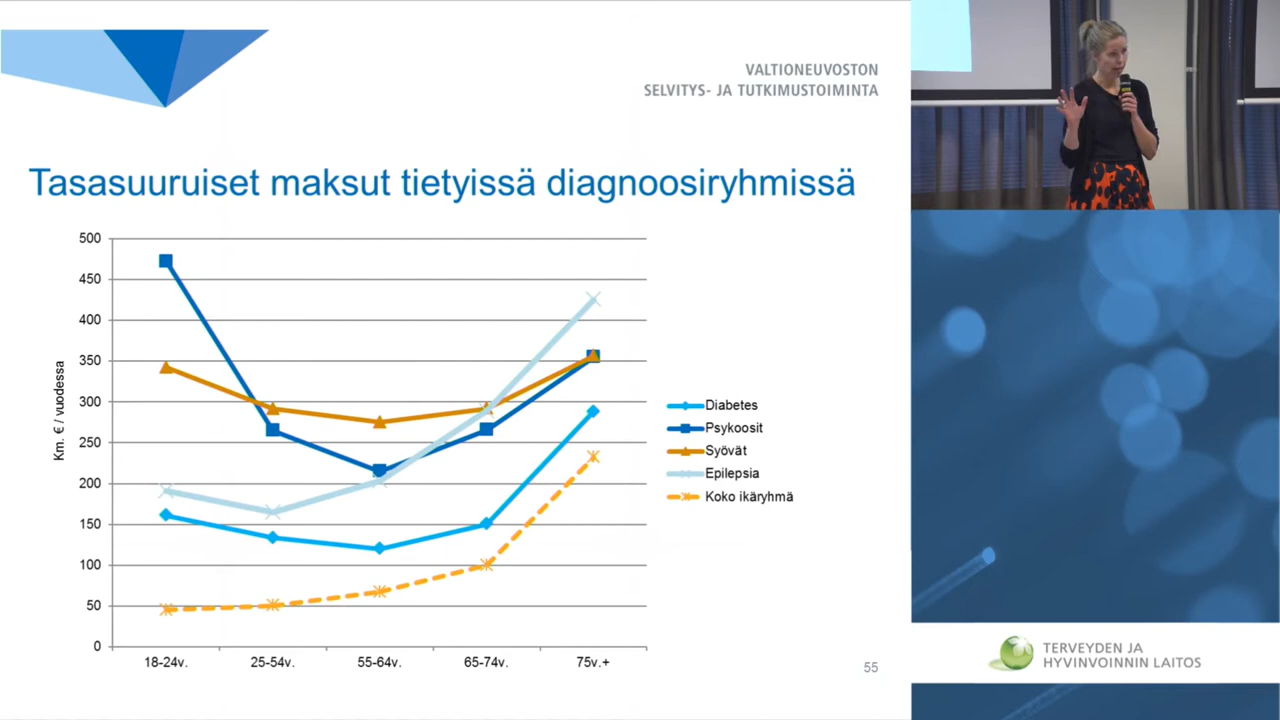 VALTIONEUVOSTON
SELVITYS- JA TUTKIMUSTOIMINTA
Tasasuuruiset maksut tietyissä diagnoosiryhmissä
Km. € / vuodessa
500
450
400
350
300
250
200
150
100
50
0
18-24v.
25-54v.
55-64v.
65-74v.
75v.+
Diabetes
Psykoosit
Syövät
Epilepsia
Koko ikäryhmä
55
TERVEYDEN JA
HYVINVOINNIN LAITOS